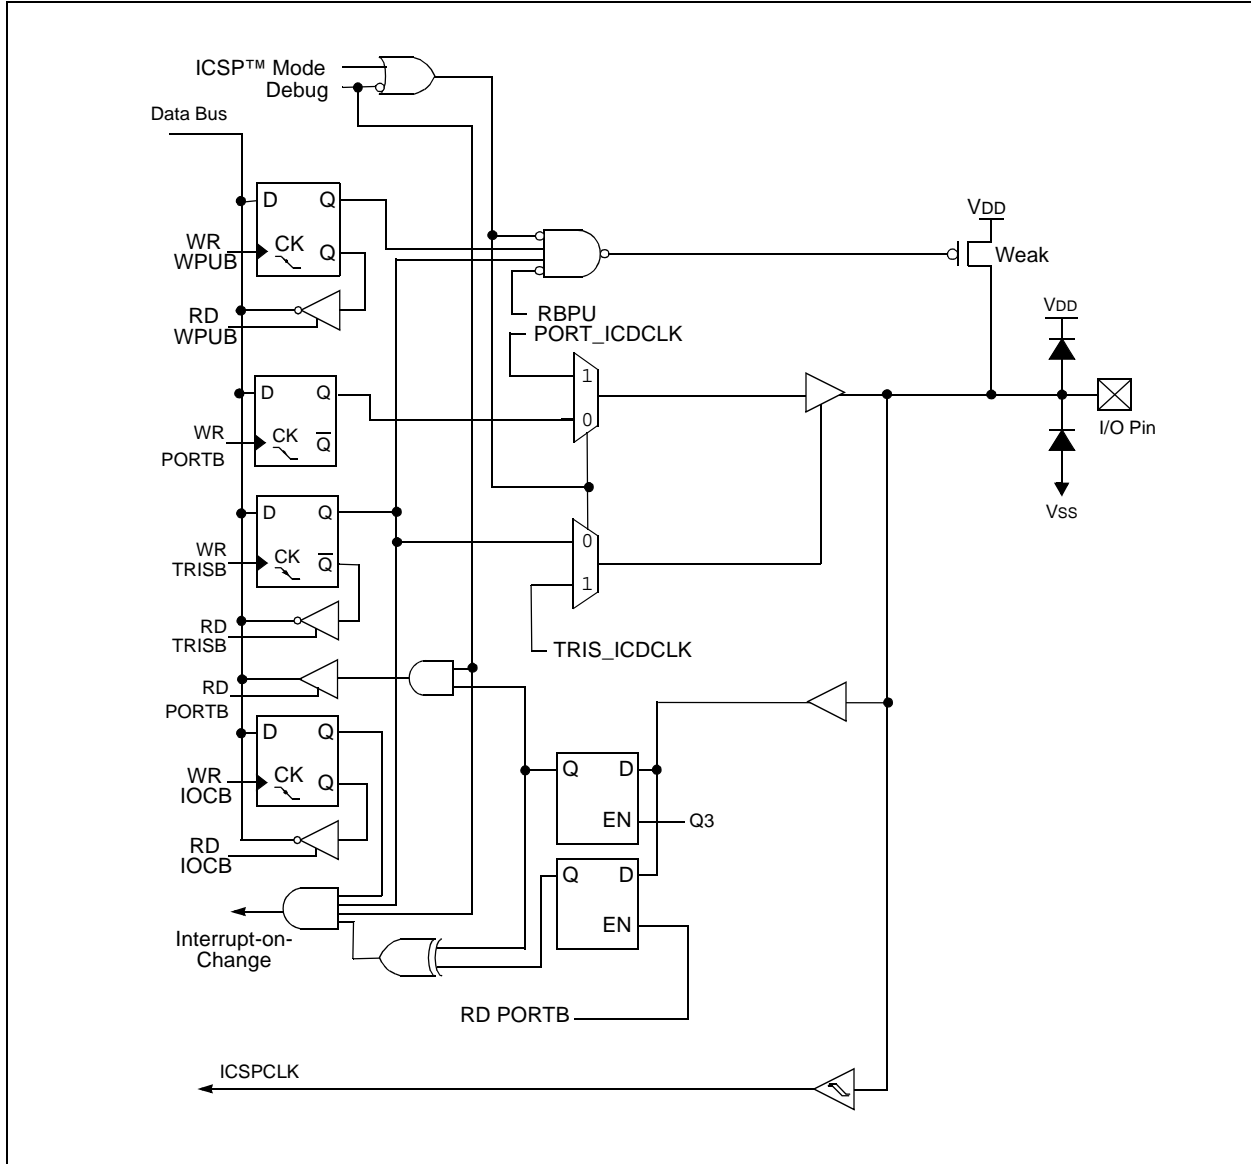 ICSP™ Mode
Debug
Data Bus
D Q
WR
WPUB
CK
Q
RD
WPUB
VDD
Weak
RBPU
PORT_ICDCLK
VDD
1
0
D Q
WR
PORTB
CK
Q̅
I/O Pin
VSS
D Q
WR
TRISB
CK
Q̅
0
1
RD
TRISB
TRIS_ICDCLK
RD
PORTB
D Q
WR
IOCB
CK
Q
Q D
EN
Q3
RD
IOCB
Q D
EN
Interrupt-on-
Change
RD PORTB
ICSPCLK